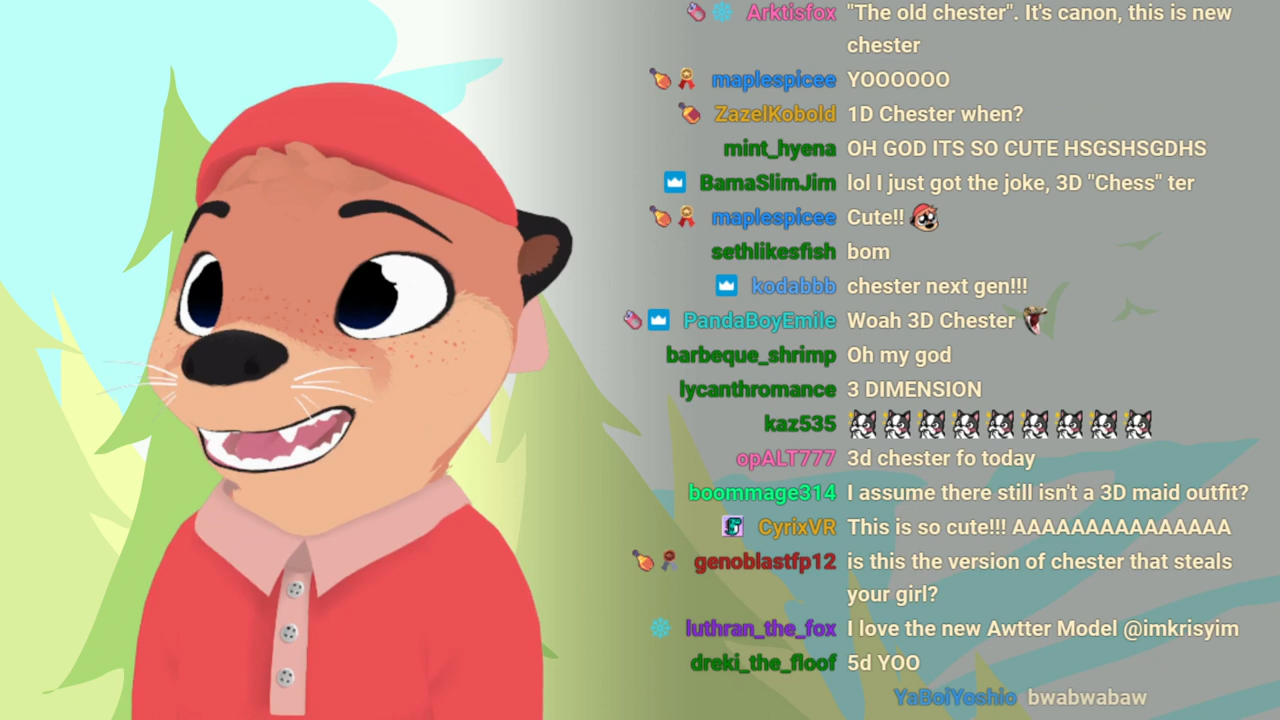 Arktisfox "The old chester". It's canon, this is new
chester
maplespicee YOOOOOO
ZazelKobold 1D Chester when?
mint_hyena OH GOD ITS SO CUTE HSGSHSGDHS
BamaSlimJim lol I just got the joke, 3D "Chess" ter
maplespicee Cute!!
sethlikesfish bom
kodabbb chester next gen!!!
PandaBoyEmile Woah 3D Chester
barbeque_shrimp Oh my god
lycanthromance 3 DIMENSION
kaz535
opALT777 3d chester fo today
boommage314 I assume there still isn't a 3D maid outfit?
CyrixVR This is so cute!!! AAAAAAAAAAAAAAA
genoblastfp12 is this the version of chester that steals
your girl?
luthran_the_fox I love the new Awtter Model @imkrisyim
dreki_the_floof 5d YOO
YaBoiYoshio bwabwabaw